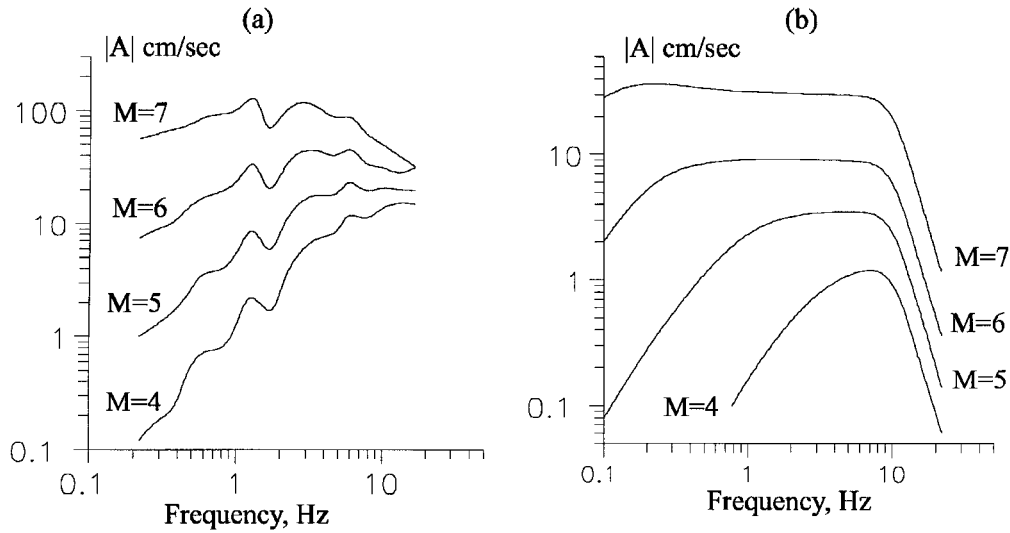 (a)
|A| cm/sec
100
10
1
0.1
M=7
M=6
M=5
M=4
0.1
1
10
Frequency, Hz
(b)
|A| cm/sec
10
1
0.1
M=7
M=6
M=5
M=4
0.1
1
10
Frequency, Hz